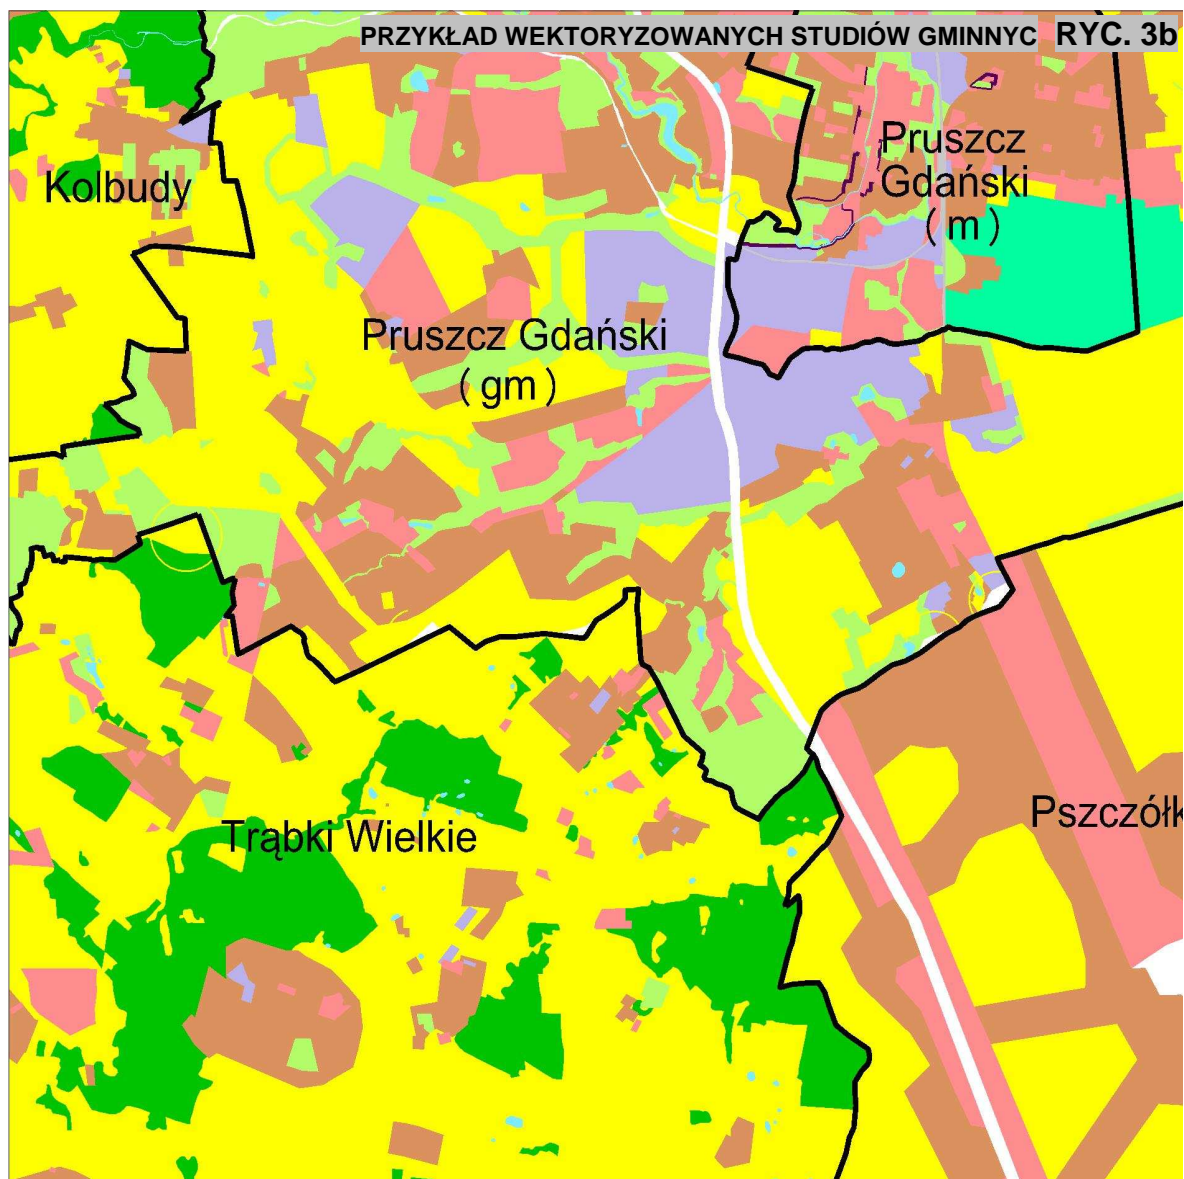 PRZYKŁAD WEKTORYZOWANYCH STUDIÓW GMINNYC RYC. 3b
Pruszcz
Gdański
( m )
Kolbudy
Pruszcz Gdański
( gm )
Trąbki Wielkie
Pszczółk